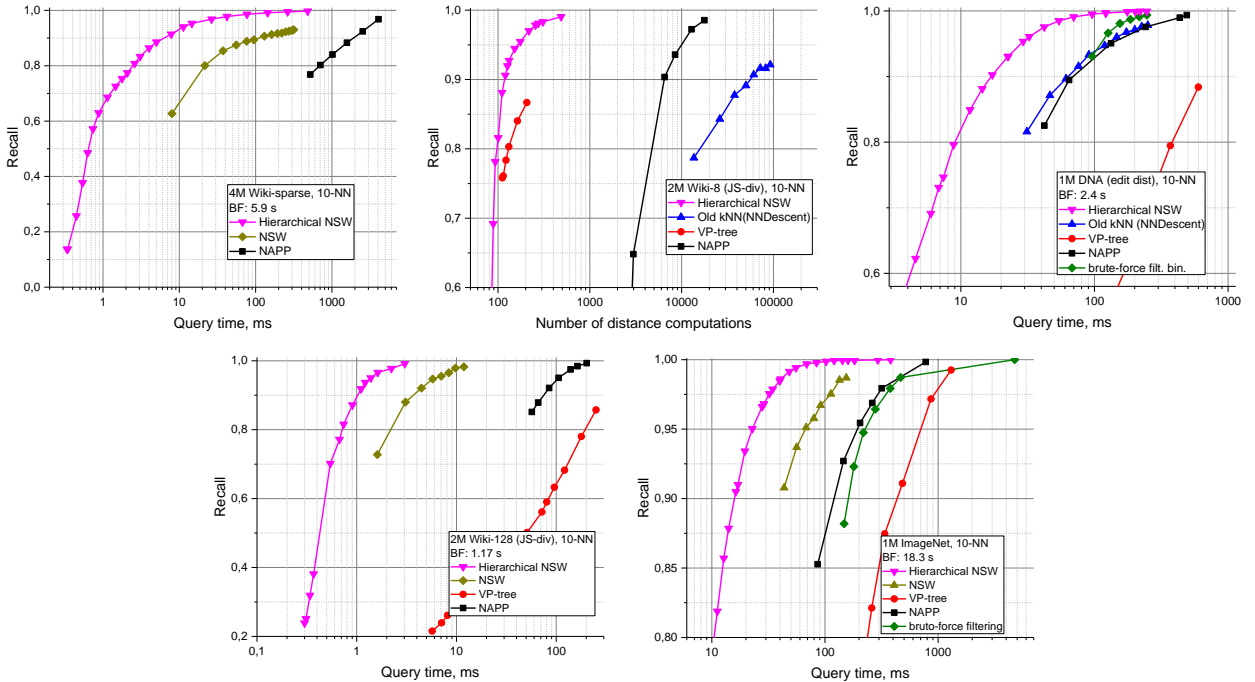 1,0
0,8
0,6
0,4
0,2
0,0
Recall
1
10
100
1000
Query time, ms
4M Wiki-sparse, 10-NN
BF: 5.9 s
Hierarchical NSW
NSW
NAPP
1,0
0,9
0,8
0,7
0,6
Recall
100
1000
10000
100000
Number of distance computations
2M Wiki-8 (JS-div), 10-NN
Hierarchical NSW
Old kNN(NNDescent)
VP-tree
NAPP
1,0
0,8
0,6
Recall
10
100
1000
Query time, ms
1M DNA (edit dist), 10-NN
BF: 2.4 s
Hierarchical NSW
Old kNN (NNDescent)
VP-tree
NAPP
brute-force filt. bin.
1,0
0,8
0,6
0,4
0,2
Recall
0,1
1
10
100
Query time, ms
2M Wiki-128 (JS-div), 10-NN
BF: 1.17 s
Hierarchical NSW
NSW
VP-tree
NAPP
1,00
0,95
0,90
0,85
0,80
Recall
10
100
1000
Query time, ms
1M ImageNet, 10-NN
BF: 18.3 s
Hierarchical NSW
NSW
VP-tree
NAPP
bruto-force filtering